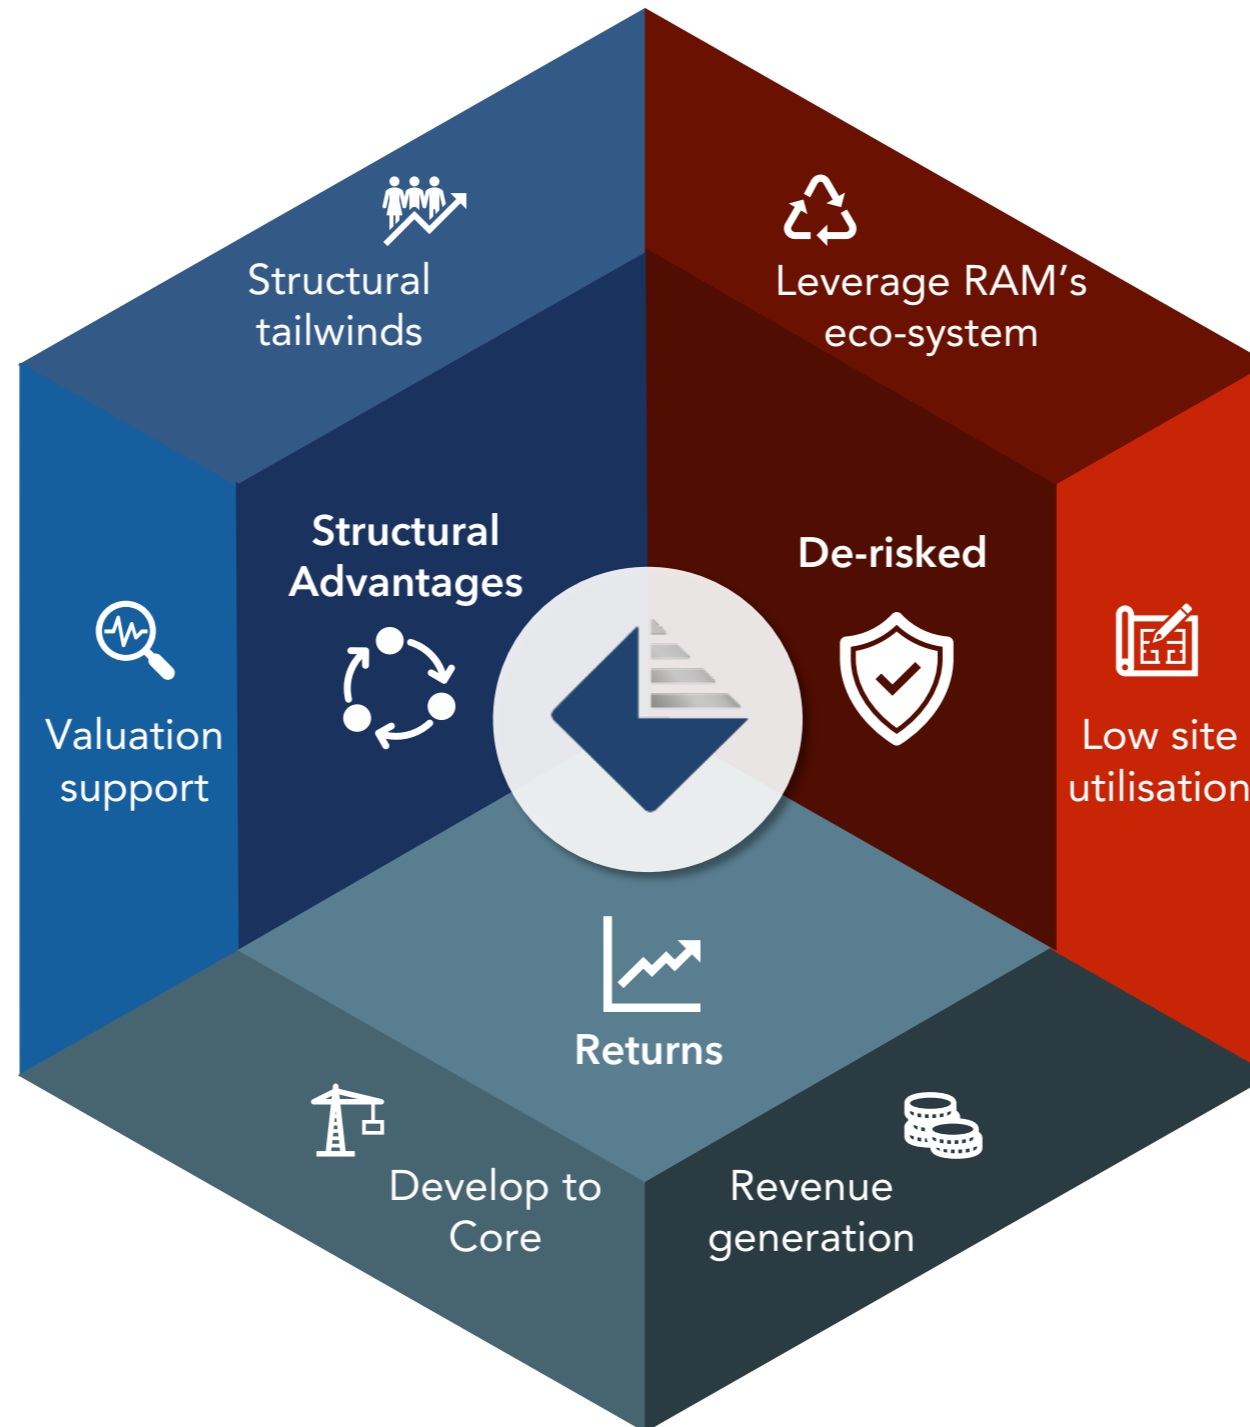 Structural
tailwinds
Leverage RAM's
eco-system
Structural
Advantages
De-risked
Valuation
support
Low site
utilisation
Returns
Develop to
Core
Revenue
generation